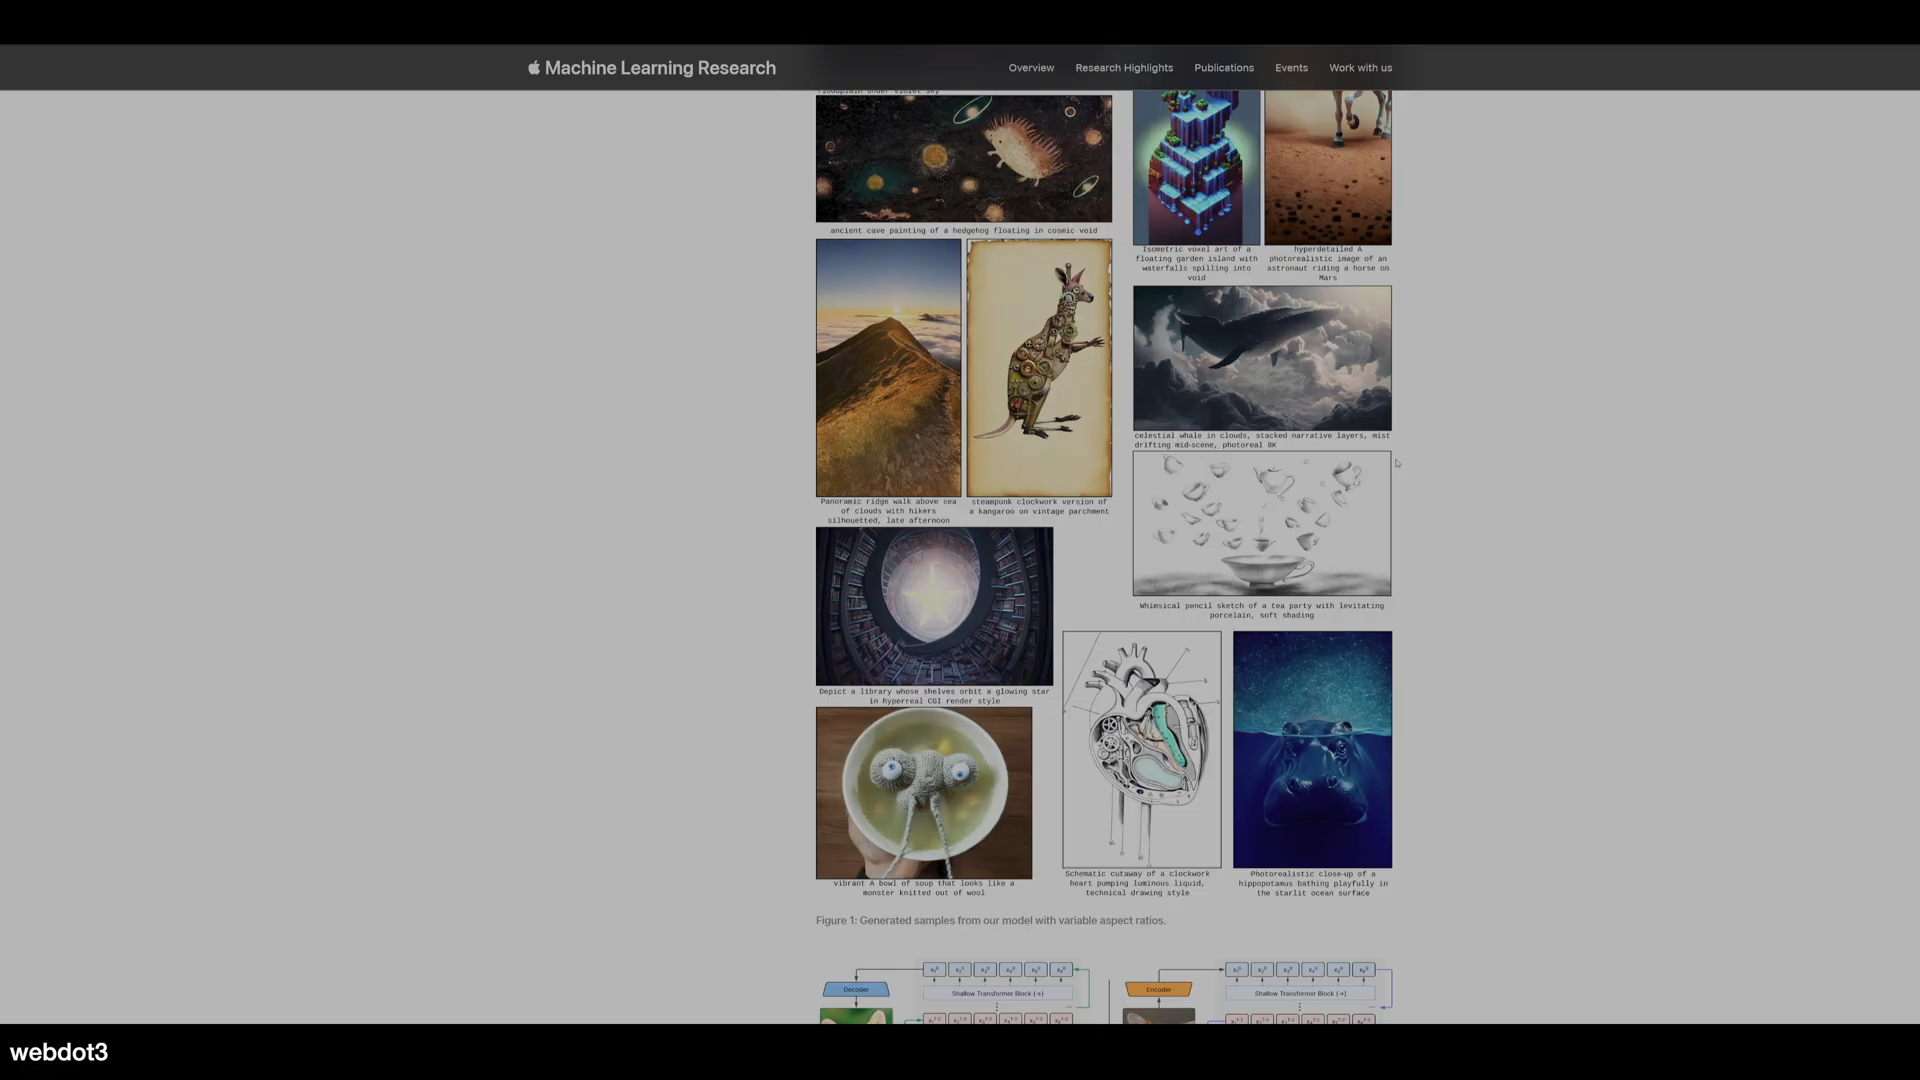 Machine Learning Research
Overview
Research Highlights
Publications
Events
Work with us
floodplain under violet sky
ancient cave painting of a hedgehog floating in cosmic void
Isometric voxel art of a
floating garden island with
waterfalls spilling into
void
hyperdetailed A
photorealistic image of an
astronaut riding a horse on
Mars
celestial whale in clouds, stacked narrative layers, mist
drifting mid-scene, photoreal 8K
Panoramic ridge walk above sea
of clouds with hikers
silhouetted, late afternoon
steampunk clockwork version of
a kangaroo on vintage parchment
Whimsical pencil sketch of a tea party with levitating
porcelain, soft shading
Depict a library whose shelves orbit a glowing star
in hyperreal CGI render style
vibrant A bowl of soup that looks like a
monster knitted out of wool
Schematic cutaway of a clockwork
heart pumping luminous liquid,
technical drawing style
Photorealistic close-up of a
hippopotamus bathing playfully in
the starlit ocean surface
Figure 1: Generated samples from our model with variable aspect ratios.
Decoder
Shallow Transformer Block (→)
Encoder
Shallow Transformer Block (→)
webdot3